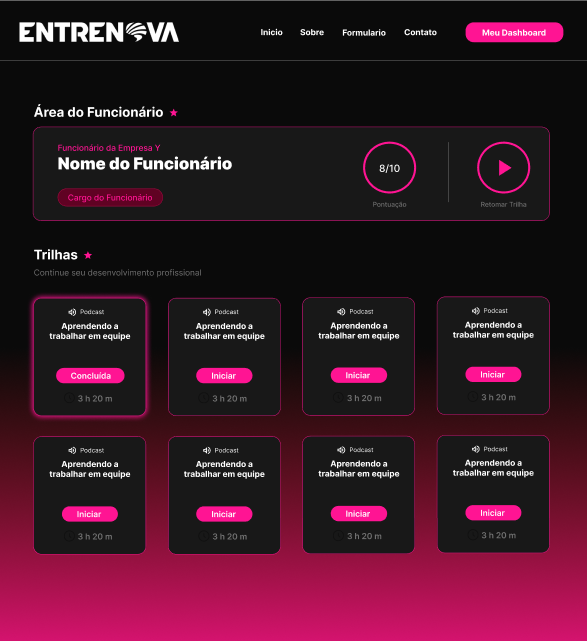 ENTRENOVA
Inicio Sobre Formulario Contato Meu Dashboard
Área do Funcionário
Funcionário da Empresa Y
Nome do Funcionário
Cargo do Funcionário
8/10
Pontuação
Retomar Trilha
Trilhas
Continue seu desenvolvimento profissional
Podcast
Aprendendo a
trabalhar em equipe
Concluída
3 h 20 m
Podcast
Aprendendo a
trabalhar em equipe
Iniciar
3 h 20 m
Podcast
Aprendendo a
trabalhar em equipe
Iniciar
3 h 20 m
Podcast
Aprendendo a
trabalhar em equipe
Iniciar
3 h 20 m
Podcast
Aprendendo a
trabalhar em equipe
Iniciar
3 h 20 m
Podcast
Aprendendo a
trabalhar em equipe
Iniciar
3 h 20 m
Podcast
Aprendendo a
trabalhar em equipe
Iniciar
3 h 20 m
Podcast
Aprendendo a
trabalhar em equipe
Iniciar
3 h 20 m